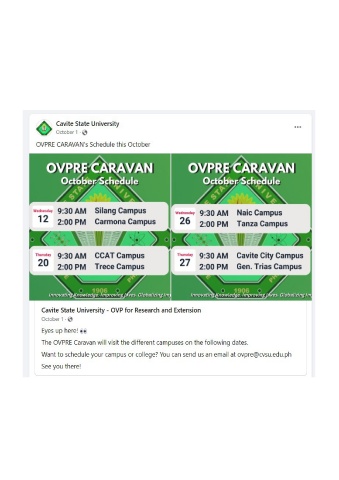 Cavite State University
October 1 ·
OVPRE CARAVAN's Schedule this October
OVPRE CARAVAN
October Schedule
Wednesday
12
9:30 AM Silang Campus
2:00 PM Carmona Campus
Thursday
20
9:30 AM CCAT Campus
2:00 PM Trece Campus
1906
Innovating Knowledge. Improving Lives. Globalizing
OVPRE CARAVAN
October Schedule
Wednesday
26
9:30 AM Naic Campus
2:00 PM Tanza Campus
Thursday
27
9:30 AM Cavite City Campus
2:00 PM Gen. Trias Campus
1906
Innovating Knowledge. Improving Lives. Globalizing
Cavite State University - OVP for Research and Extension
October 1 ·
Eyes up here! 👀
The OVPRE Caravan will visit the different campuses on the following dates.
Want to schedule your campus or college? You can send us an email at ovpre@cvsu.edu.ph
See you there!